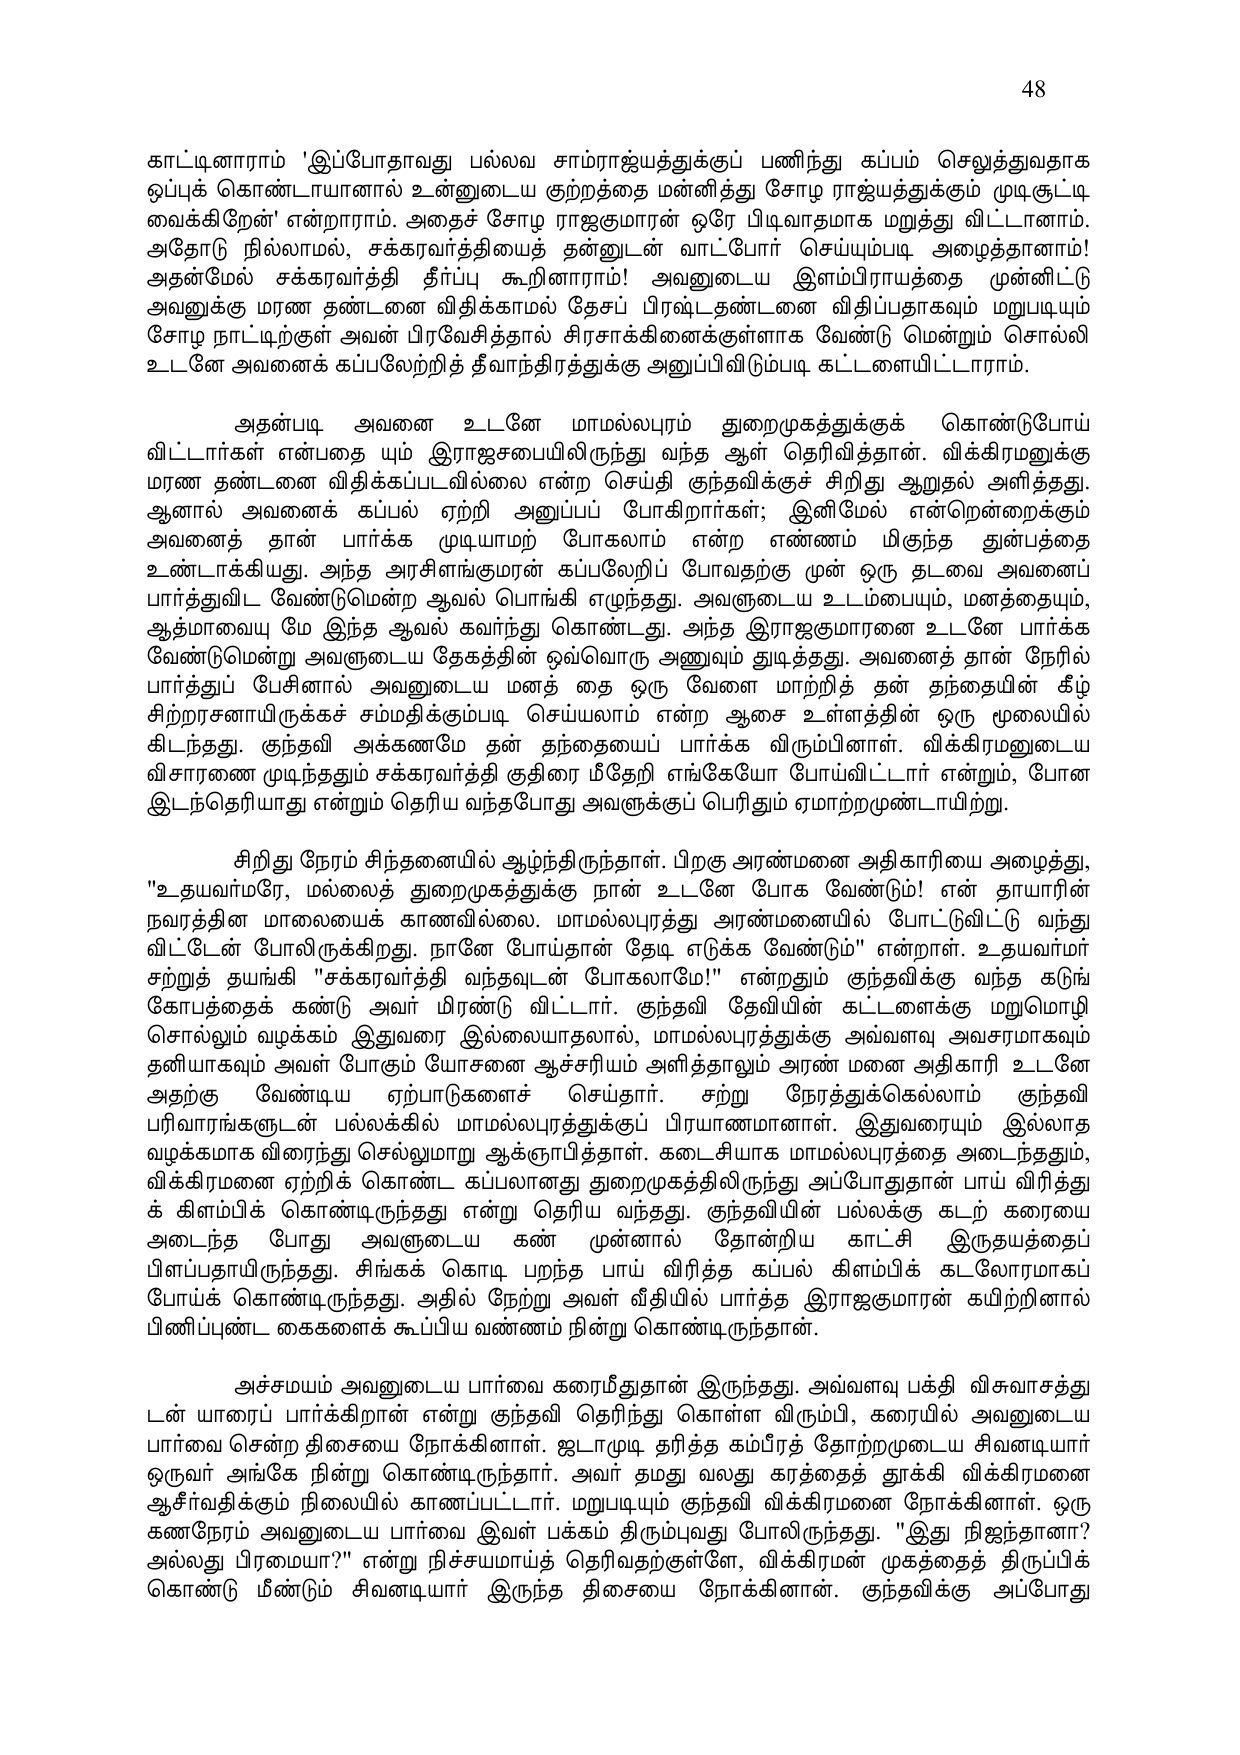 48
காட்டினாராம் 'இப்போதாவது பல்லவ சாம்ராஜ்யத்துக்குப் பணிந்து கப்பம் செலுத்துவதாக
ஒப்புக் கொண்டாயானால் உன்னுடைய குற்றத்தை மன்னித்து சோழ ராஜ்யத்துக்கும் முடிசூட்டி
வைக்கிறேன்' என்றாராம். அதைச் சோழ ராஜகுமாரன் ஒரே பிடிவாதமாக மறுத்து விட்டானாம்.
அதோடு நில்லாமல், சக்கரவர்த்தியைத் தன்னுடன் வாட்போர் செய்யும்படி அழைத்தானாம்!
அதன்மேல் சக்கரவர்த்தி தீர்ப்பு கூறினாராம்! அவனுடைய இளம்பிராயத்தை முன்னிட்டு
அவனுக்கு மரண தண்டனை விதிக்காமல் தேசப் பிரஷ்டதண்டனை விதிப்பதாகவும் மறுபடியும்
சோழ நாட்டிற்குள் அவன் பிரவேசித்தால் சிரசாக்கினைக்குள்ளாக வேண்டு மென்றும் சொல்லி
உடனே அவனைக் கப்பலேற்றித் தீவாந்திரத்துக்கு அனுப்பிவிடும்படி கட்டளையிட்டாராம்.
அதன்படி அவனை உடனே மாமல்லபுரம் துறைமுகத்துக்குக் கொண்டுபோய்
விட்டார்கள் என்பதை யும் இராஜசபையிலிருந்து வந்த ஆள் தெரிவித்தான். விக்கிரமனுக்கு
மரண தண்டனை விதிக்கப்படவில்லை என்ற செய்தி குந்தவிக்குச் சிறிது ஆறுதல் அளித்தது.
ஆனால் அவனைக் கப்பல் ஏற்றி அனுப்பப் போகிறார்கள்; இனிமேல் என்றென்றைக்கும்
அவனைத் தான் பார்க்க முடியாமற் போகலாம் என்ற எண்ணம் மிகுந்த துன்பத்தை
உண்டாக்கியது. அந்த அரசிளங்குமரன் கப்பலேறிப் போவதற்கு முன் ஒரு தடவை அவனைப்
பார்த்துவிட வேண்டுமென்ற ஆவல் பொங்கி எழுந்தது. அவளுடைய உடம்பையும், மனத்தையும்,
ஆத்மாவையு மே இந்த ஆவல் கவர்ந்து கொண்டது. அந்த இராஜகுமாரனை உடனே பார்க்க
வேண்டுமென்று அவளுடைய தேகத்தின் ஒவ்வொரு அணுவும் துடித்தது. அவனைத் தான் நேரில்
பார்த்துப் பேசினால் அவனுடைய மனத் தை ஒரு வேளை மாற்றித் தன் தந்தையின் கீழ்
சிற்றரசனாயிருக்கச் சம்மதிக்கும்படி செய்யலாம் என்ற ஆசை உள்ளத்தின் ஒரு மூலையில்
கிடந்தது. குந்தவி அக்கணமே தன் தந்தையைப் பார்க்க விரும்பினாள். விக்கிரமனுடைய
விசாரணை முடிந்ததும் சக்கரவர்த்தி குதிரை மீதேறி எங்கேயோ போய்விட்டார் என்றும், போன
இடந்தெரியாது என்றும் தெரிய வந்தபோது அவளுக்குப் பெரிதும் ஏமாற்றமுண்டாயிற்று.
சிறிது நேரம் சிந்தனையில் ஆழ்ந்திருந்தாள். பிறகு அரண்மனை அதிகாரியை அழைத்து,
"உதயவர்மரே, மல்லைத் துறைமுகத்துக்கு நான் உடனே போக வேண்டும்! என் தாயாரின்
நவரத்தின மாலையைக் காணவில்லை. மாமல்லபுரத்து அரண்மனையில் போட்டுவிட்டு வந்து
விட்டேன் போலிருக்கிறது. நானே போய்தான் தேடி எடுக்க வேண்டும்" என்றாள். உதயவர்மர்
சற்றுத் தயங்கி "சக்கரவர்த்தி வந்தவுடன் போகலாமே!" என்றதும் குந்தவிக்கு வந்த கடுங்
கோபத்தைக் கண்டு அவர் மிரண்டு விட்டார். குந்தவி தேவியின் கட்டளைக்கு மறுமொழி
சொல்லும் வழக்கம் இதுவரை இல்லையாதலால், மாமல்லபுரத்துக்கு அவ்வளவு அவசரமாகவும்
தனியாகவும் அவள் போகும் யோசனை ஆச்சரியம் அளித்தாலும் அரண் மனை அதிகாரி உடனே
அதற்கு வேண்டிய ஏற்பாடுகளைச் செய்தார். சற்று நேரத்துக்கெல்லாம் குந்தவி
பரிவாரங்களுடன் பல்லக்கில் மாமல்லபுரத்துக்குப் பிரயாணமானாள். இதுவரையும் இல்லாத
வழக்கமாக விரைந்து செல்லுமாறு ஆக்ஞாபித்தாள். கடைசியாக மாமல்லபுரத்தை அடைந்ததும்,
விக்கிரமனை ஏற்றிக் கொண்ட கப்பலானது துறைமுகத்திலிருந்து அப்போதுதான் பாய் விரித்து
க் கிளம்பிக் கொண்டிருந்தது என்று தெரிய வந்தது. குந்தவியின் பல்லக்கு கடற் கரையை
அடைந்த போது அவளுடைய கண் முன்னால் தோன்றிய காட்சி இருதயத்தைப்
பிளப்பதாயிருந்தது. சிங்கக் கொடி பறந்த பாய் விரித்த கப்பல் கிளம்பிக் கடலோரமாகப்
போய்க் கொண்டிருந்தது. அதில் நேற்று அவள் வீதியில் பார்த்த இராஜகுமாரன் கயிற்றினால்
பிணிப்புண்ட கைகளைக் கூப்பிய வண்ணம் நின்று கொண்டிருந்தான்.
அச்சமயம் அவனுடைய பார்வை கரைமீதுதான் இருந்தது. அவ்வளவு பக்தி விசுவாசத்து
டன் யாரைப் பார்க்கிறான் என்று குந்தவி தெரிந்து கொள்ள விரும்பி, கரையில் அவனுடைய
பார்வை சென்ற திசையை நோக்கினாள். ஜடாமுடி தரித்த கம்பீரத் தோற்றமுடைய சிவனடியார்
ஒருவர் அங்கே நின்று கொண்டிருந்தார். அவர் தமது வலது கரத்தைத் தூக்கி விக்கிரமனை
ஆசீர்வதிக்கும் நிலையில் காணப்பட்டார். மறுபடியும் குந்தவி விக்கிரமனை நோக்கினாள். ஒரு
கணநேரம் அவனுடைய பார்வை இவள் பக்கம் திரும்புவது போலிருந்தது. "இது நிஜந்தானா?
அல்லது பிரமையா?" என்று நிச்சயமாய்த் தெரிவதற்குள்ளே, விக்கிரமன் முகத்தைத் திருப்பிக்
கொண்டு மீண்டும் சிவனடியார் இருந்த திசையை நோக்கினான். குந்தவிக்கு அப்போது